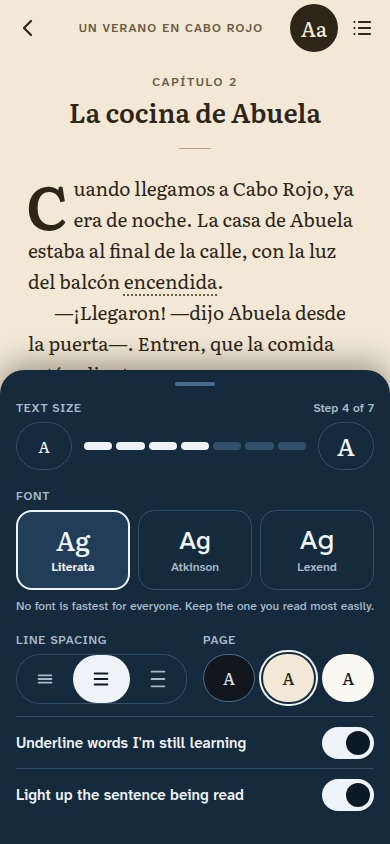 UN VERANO EN CABO ROJO
Aa
CAPÍTULO 2
La cocina de Abuela
Cuando llegamos a Cabo Rojo, ya
era de noche. La casa de Abuela
estaba al final de la calle, con la luz
del balcón encendida.
—¡Llegaron! —dijo Abuela desde
la puerta—. Entren, que la comida
TEXT SIZE
Step 4 of 7
A
A
FONT
Ag
Literata
Ag
Atkinson
Ag
Lexend
No font is fastest for everyone. Keep the one you read most easily.
LINE SPACING
PAGE
A
A
A
Underline words I'm still learning
Light up the sentence being read